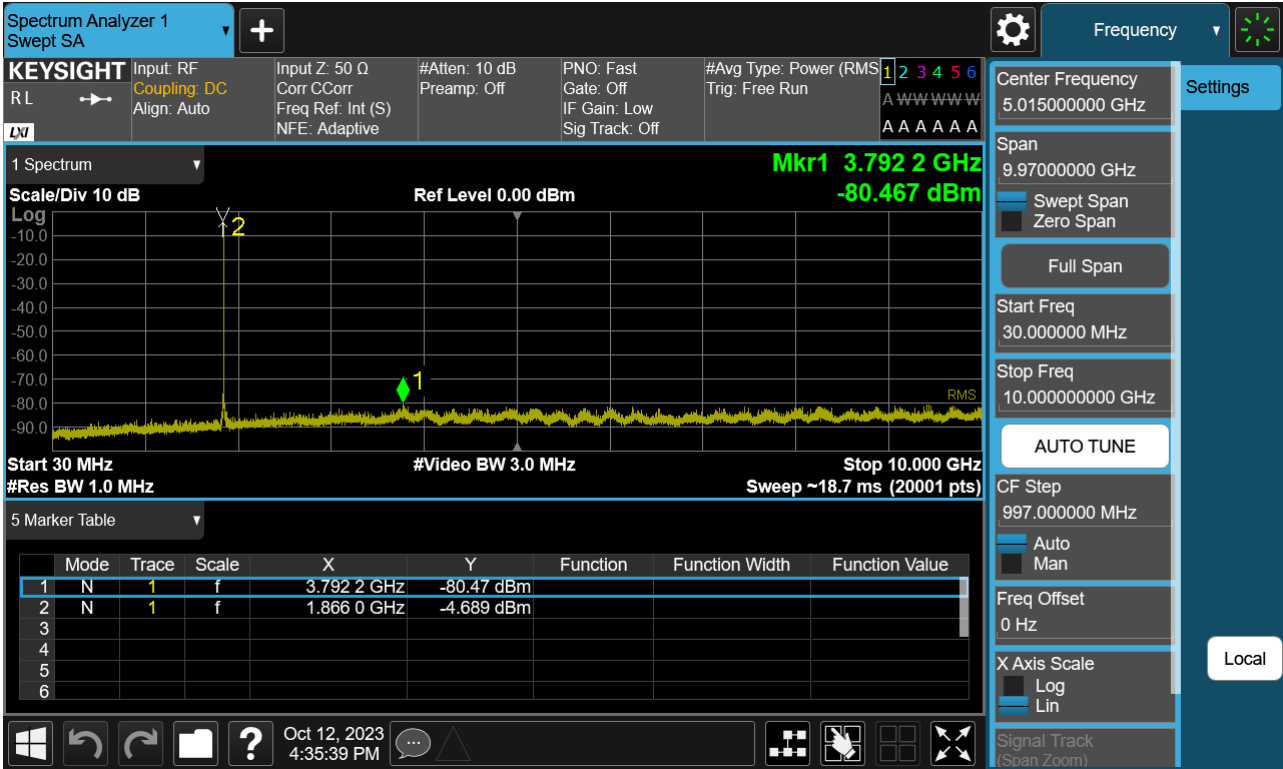 Spectrum Analyzer 1
Swept SA
+
Frequency
KEYSIGHT
R L
LXI
Input: RF
Coupling: DC
Align: Auto
Input Z: 50 Ω
Corr CCorr
Freq Ref: Int (S)
NFE: Adaptive
#Atten: 10 dB
Preamp: Off
PNO: Fast
Gate: Off
IF Gain: Low
Sig Track: Off
#Avg Type: Power (RMS
Trig: Free Run
1 2 3 4 5 6
A W W W W W
A A A A A A
1 Spectrum
Mkr1 3.792 2 GHz
-80.467 dBm
Scale/Div 10 dB
Ref Level 0.00 dBm
Log
-10.0
-20.0
-30.0
-40.0
-50.0
-60.0
-70.0
-80.0
-90.0
2
1
RMS
Start 30 MHz
#Video BW 3.0 MHz
Stop 10.000 GHz
#Res BW 1.0 MHz
Sweep ~18.7 ms (20001 pts)
5 Marker Table
Mode Trace Scale X Y Function Function Width Function Value
1 N 1 f 3.792 2 GHz -80.47 dBm
2 N 1 f 1.866 0 GHz -4.689 dBm
3
4
5
6
?
Oct 12, 2023
4:35:39 PM
Center Frequency
5.015000000 GHz
Span
9.97000000 GHz
Swept Span
Zero Span
Full Span
Start Freq
30.000000 MHz
Stop Freq
10.000000000 GHz
AUTO TUNE
CF Step
997.000000 MHz
Auto
Man
Freq Offset
0 Hz
X Axis Scale
Log
Lin
Signal Track
(Span Zoom)
Settings
Local